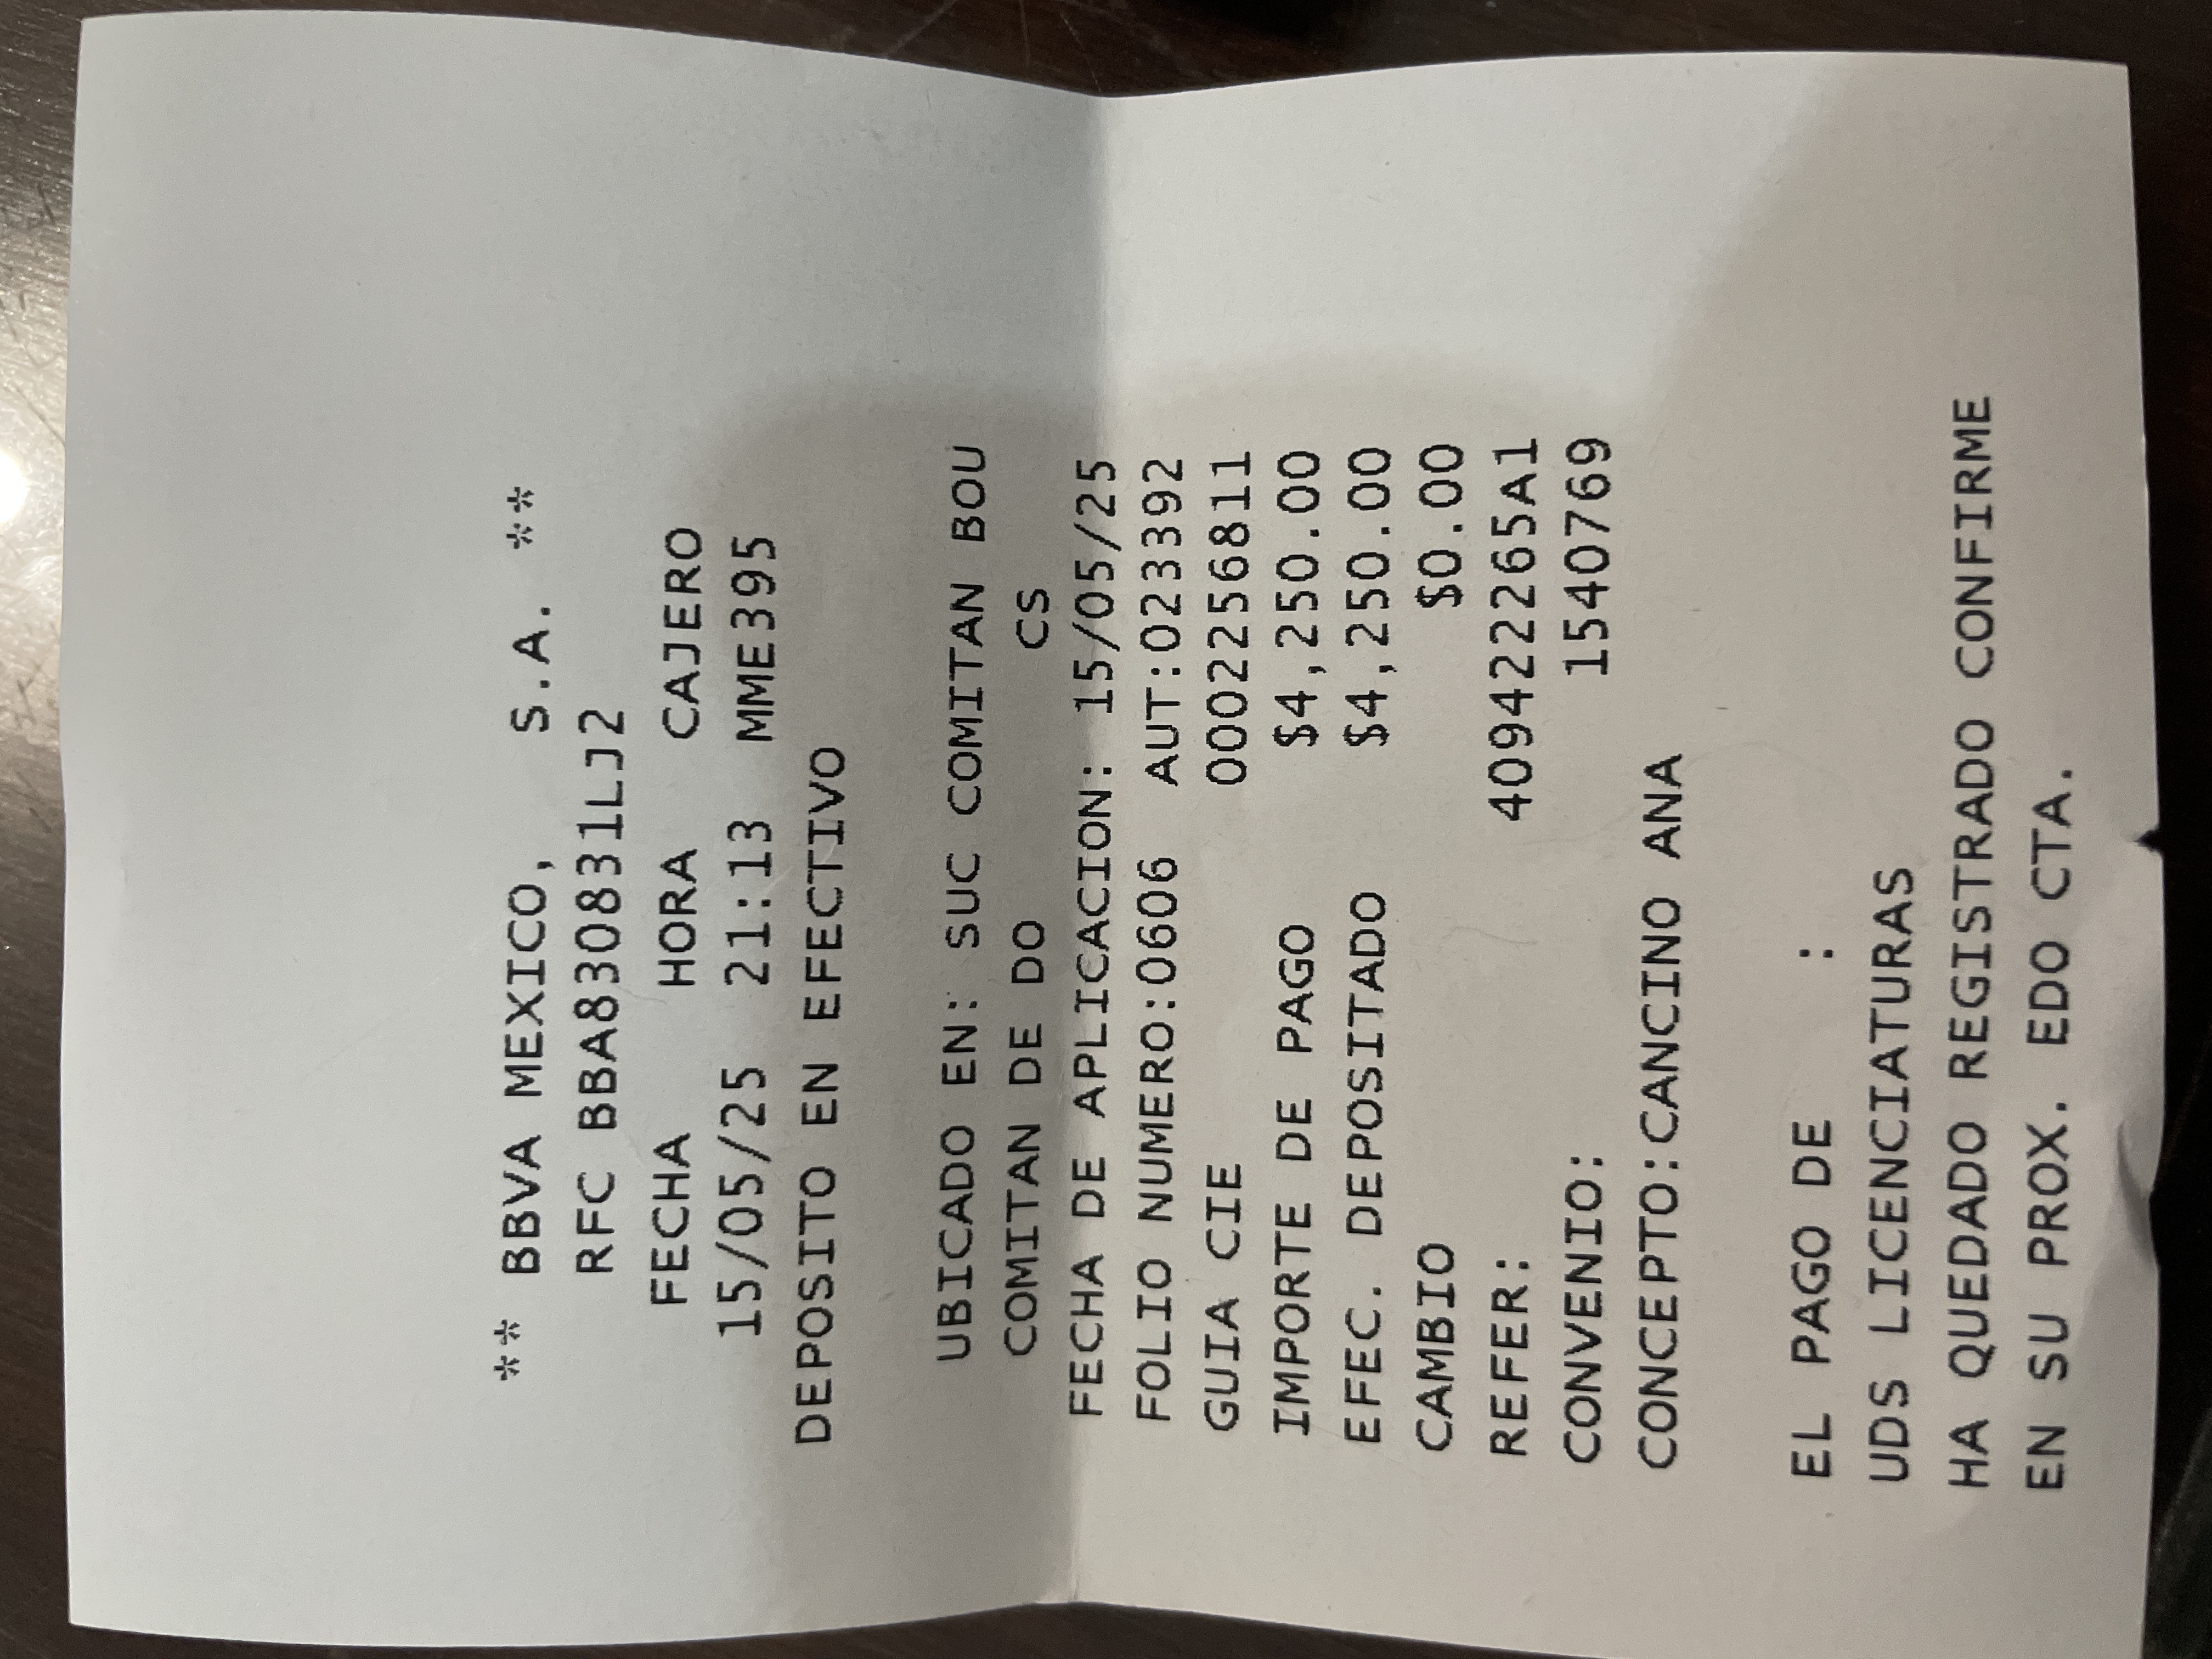 ** BBVA MEXICO, S.A. **
RFC BBA830831LJ2
FECHA HORA CAJERO
15/05/25 21:13 MME395
DEPOSITO EN EFECTIVO
UBICADO EN: SUC COMITAN BOU
COMITAN DE DO CS
FECHA DE APLICACION: 15/05/25
FOLIO NUMERO:0606 AUT:023392
GUIA CIE 0002256811
IMPORTE DE PAGO $4,250.00
EFEC. DEPOSITADO $4,250.00
CAMBIO $0.00
REFER: 409422265A1
CONVENIO: 1540769
CONCEPTO:CANCINO ANA
EL PAGO DE :
UDS LICENCIATURAS
HA QUEDADO REGISTRADO CONFIRME
EN SU PROX. EDO CTA.